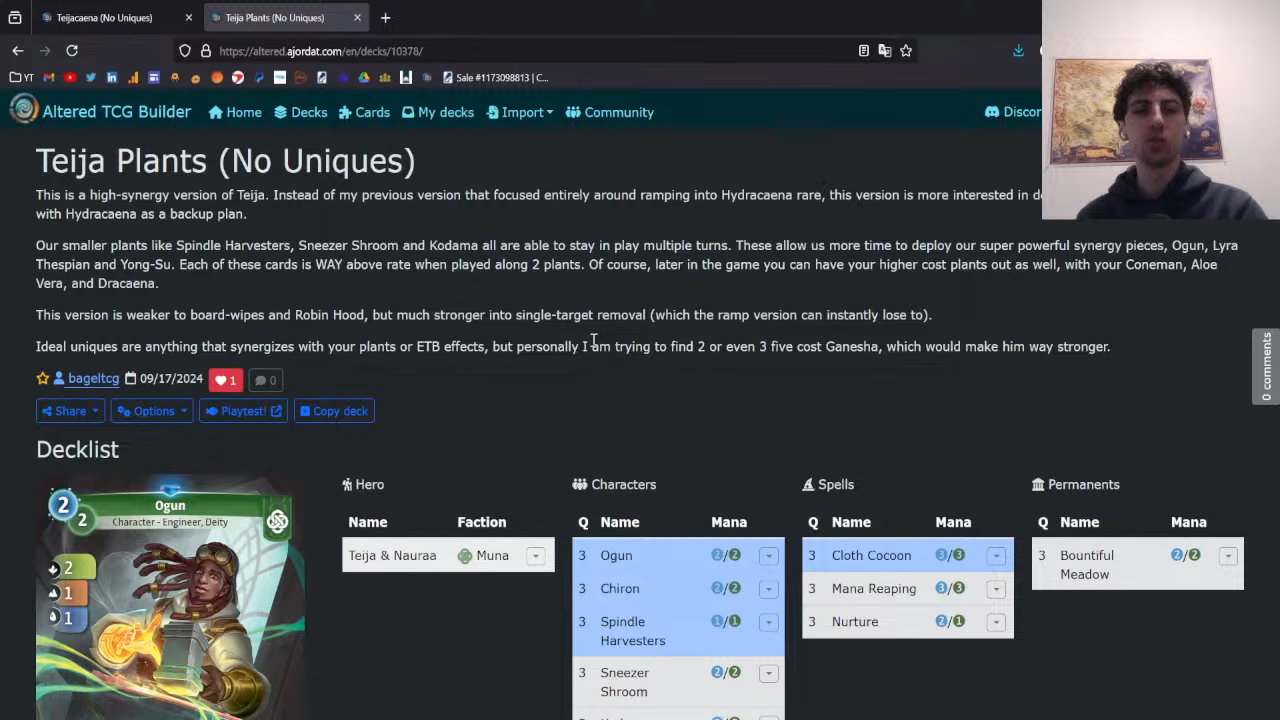 Teijacaena (No Uniques)
Teija Plants (No Uniques)
https://altered.ajordat.com/en/decks/10378/
YT
Sale #1173098813 | C...
Altered TCG Builder
Home
Decks
Cards
My decks
Import
Community
Discor
Teija Plants (No Uniques)
This is a high-synergy version of Teija. Instead of my previous version that focused entirely around ramping into Hydracaena rare, this version is more interested in d
with Hydracaena as a backup plan.
Our smaller plants like Spindle Harvesters, Sneezer Shroom and Kodama all are able to stay in play multiple turns. These allow us more time to deploy our super powerful synergy pieces, Ogun, Lyra
Thespian and Yong-Su. Each of these cards is WAY above rate when played along 2 plants. Of course, later in the game you can have your higher cost plants out as well, with your Coneman, Aloe
Vera, and Dracaena.
This version is weaker to board-wipes and Robin Hood, but much stronger into single-target removal (which the ramp version can instantly lose to).
Ideal uniques are anything that synergizes with your plants or ETB effects, but personally I am trying to find 2 or even 3 five cost Ganesha, which would make him way stronger.
bageltcg 09/17/2024 1 0
Share Options Playtest! Copy deck
0 comments
Decklist
2
2
Ogun
Character - Engineer, Deity
2
1
1
Hero
Name Faction
Teija & Nauraa Muna
Characters
Q Name Mana
3 Ogun 2/2
3 Chiron 2/2
3 Spindle Harvesters 1/1
3 Sneezer Shroom 2/2
Spells
Q Name Mana
3 Cloth Cocoon 3/3
3 Mana Reaping 3/3
3 Nurture 2/1
Permanents
Q Name Mana
3 Bountiful Meadow 2/2